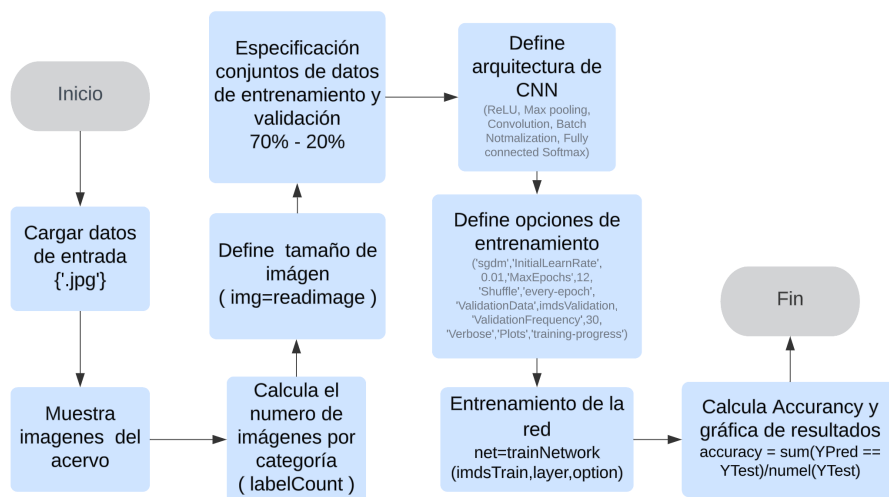 Inicio
Cargar datos
de entrada
{'.jpg'}
Muestra
imagenes  del
acervo
Calcula el
numero de
imágenes por
categoría
( labelCount )
Define  tamaño de
imágen
( img=readimage )
Especificación
conjuntos de datos
de entrenamiento y
validación
70% - 20%
Define
arquitectura de
CNN
(ReLU, Max pooling,
Convolution, Batch
Notmalization, Fully
connected Softmax)
Define opciones de
entrenamiento
('sgdm','InitialLearnRate',
0.01,'MaxEpochs',12,
'Shuffle','every-epoch',
'ValidationData',imdsValidation,
'ValidationFrequency',30,
'Verbose','Plots','training-progress')
Entrenamiento de la
red
net=trainNetwork
(imdsTrain,layer,option)
Calcula Accurancy y
gráfica de resultados
accuracy = sum(YPred ==
YTest)/numel(YTest)
Fin